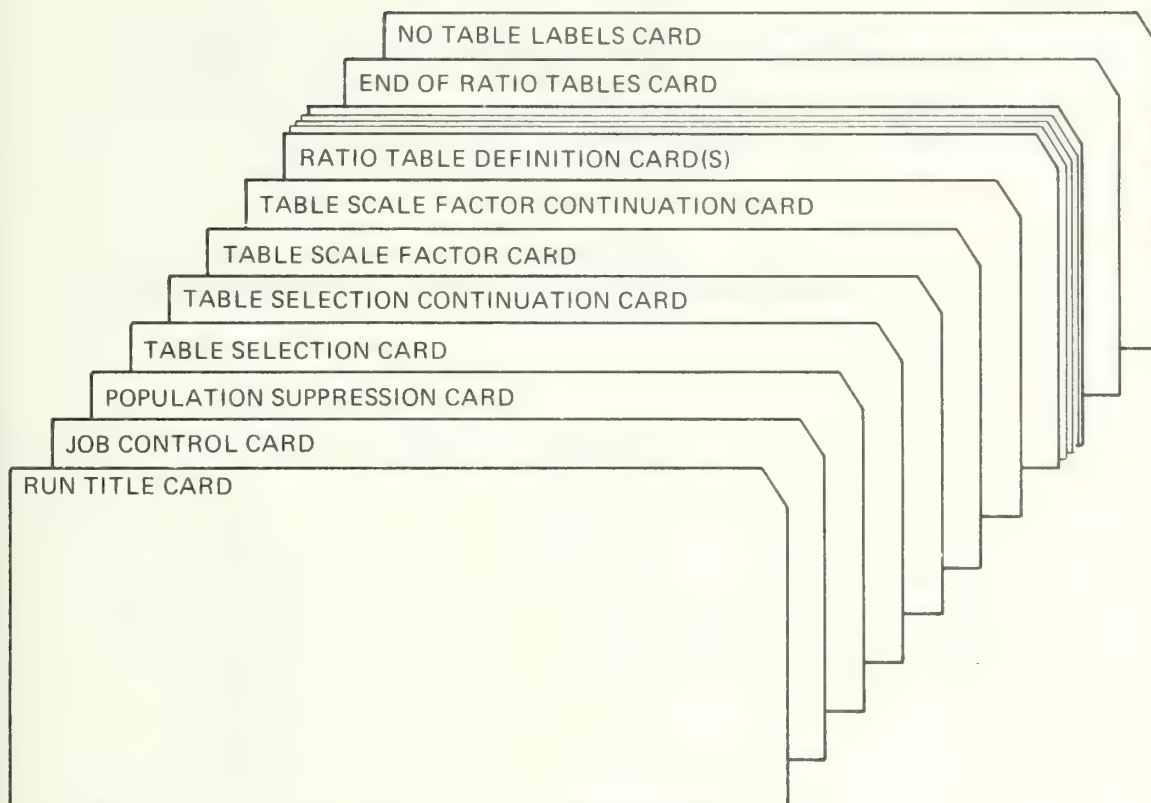 NO TABLE LABELS CARD
END OF RATIO TABLES CARD
RATIO TABLE DEFINITION CARD(S)
TABLE SCALE FACTOR CONTINUATION CARD
TABLE SCALE FACTOR CARD
TABLE SELECTION CONTINUATION CARD
TABLE SELECTION CARD
POPULATION SUPPRESSION CARD
JOB CONTROL CARD
RUN TITLE CARD